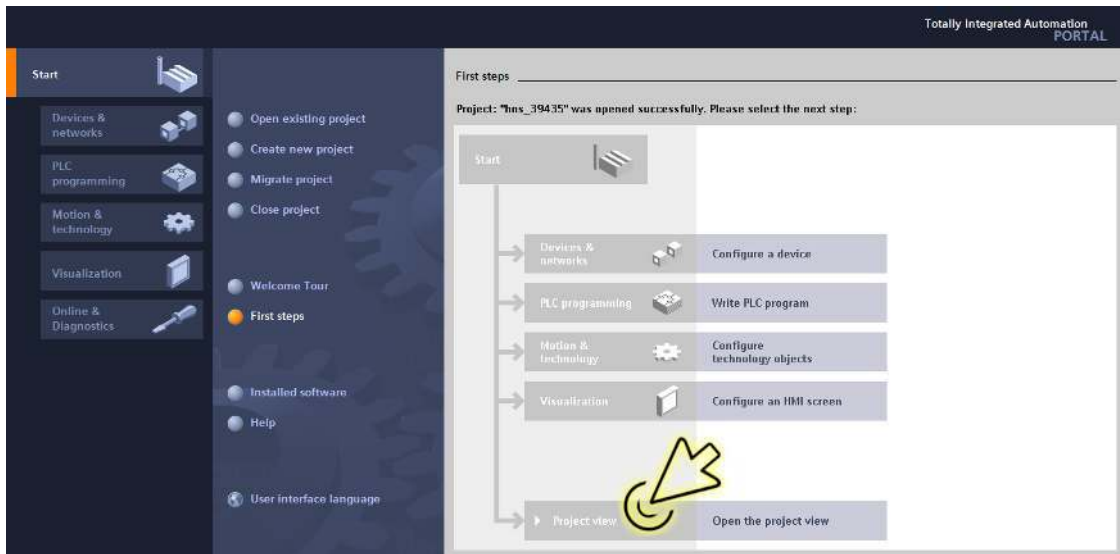 Totally Integrated Automation
PORTAL
Start
Devices &
networks
PLC
programming
Motion &
technology
Visualization
Online &
Diagnostics
Open existing project
Create new project
Migrate project
Close project
Welcome Tour
First steps
Installed software
Help
User interface language
First steps
Project: "hns_39435" was opened successfully. Please select the next step:
Start
Devices &
networks
Configure a device
PLC programming
Write PLC program
Motion &
technology
Configure
technology objects
Visualization
Configure an HMI screen
Project view
Open the project view